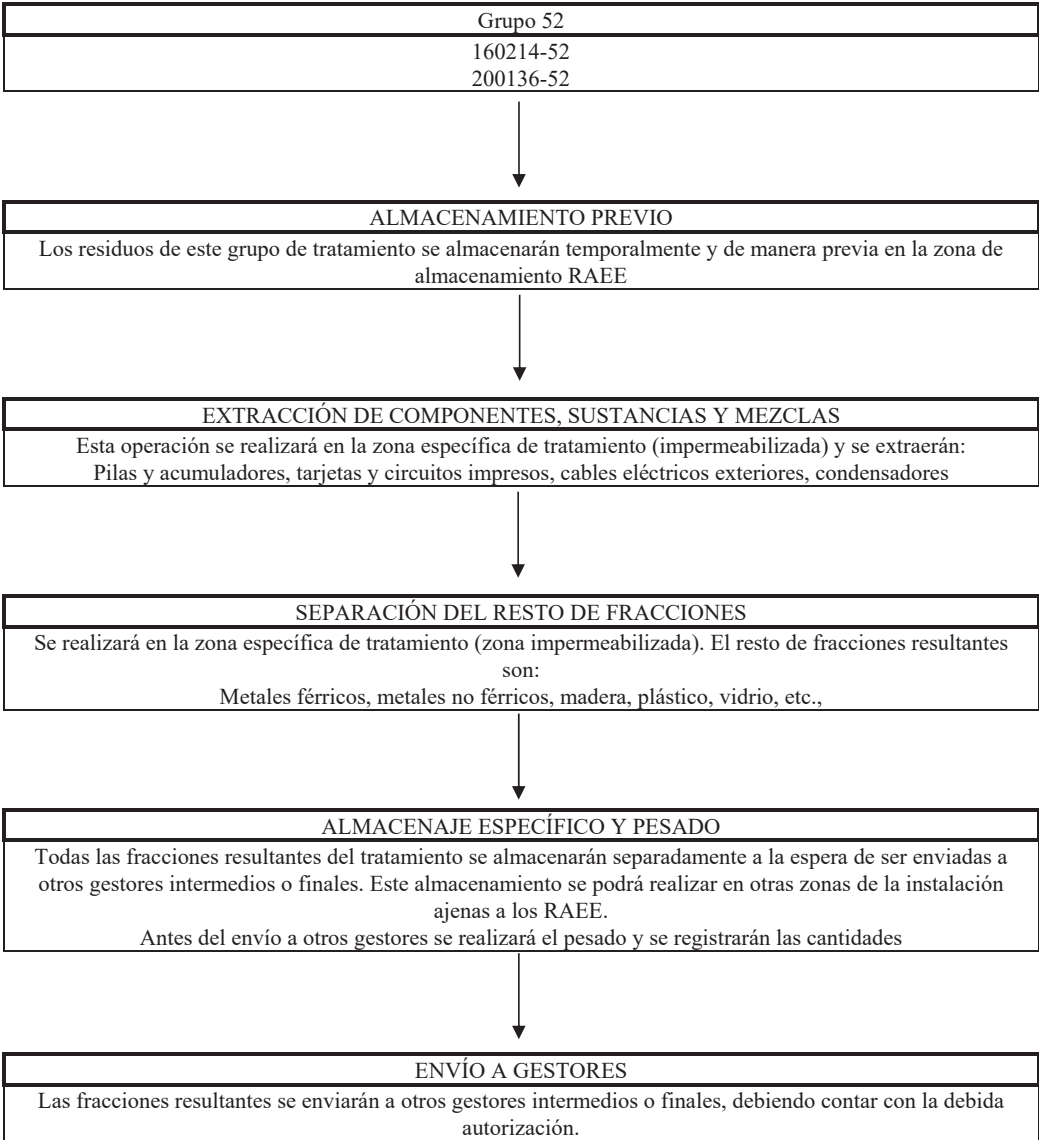 Grupo 52
160214-52
200136-52
ALMACENAMIENTO PREVIO
Los residuos de este grupo de tratamiento se almacenarán temporalmente y de manera previa en la zona de
almacenamiento RAEE
EXTRACCIÓN DE COMPONENTES, SUSTANCIAS Y MEZCLAS
Esta operación se realizará en la zona específica de tratamiento (impermeabilizada) y se extraerán:
Pilas y acumuladores, tarjetas y circuitos impresos, cables eléctricos exteriores, condensadores
SEPARACIÓN DEL RESTO DE FRACCIONES
Se realizará en la zona específica de tratamiento (zona impermeabilizada). El resto de fracciones resultantes
son:
Metales férricos, metales no férricos, madera, plástico, vidrio, etc.,
ALMACENAJE ESPECÍFICO Y PESADO
Todas las fracciones resultantes del tratamiento se almacenarán separadamente a la espera de ser enviadas a
otros gestores intermedios o finales. Este almacenamiento se podrá realizar en otras zonas de la instalación
ajenas a los RAEE.
Antes del envío a otros gestores se realizará el pesado y se registrarán las cantidades
ENVÍO A GESTORES
Las fracciones resultantes se enviarán a otros gestores intermedios o finales, debiendo contar con la debida
autorización.